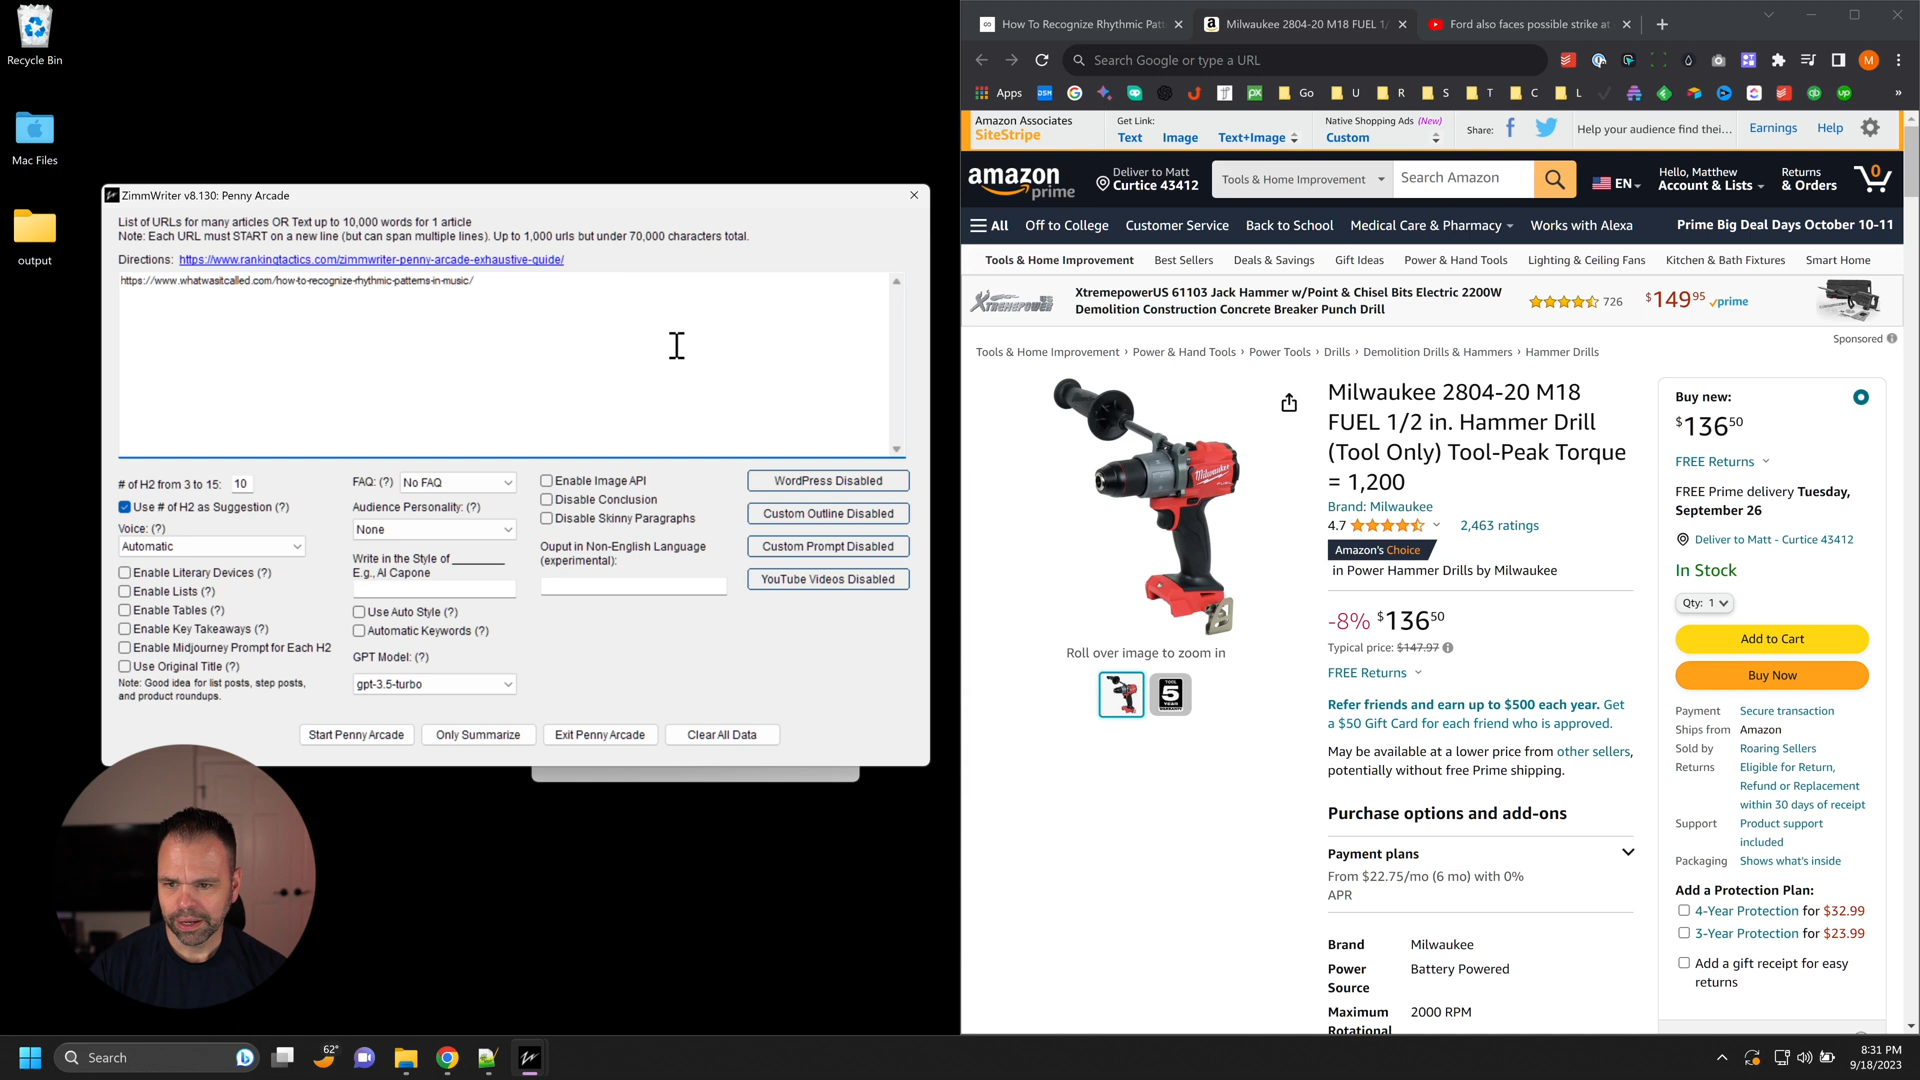 Recycle Bin
Mac Files
output
ZimmWriter v8.130: Penny Arcade
List of URLs for many articles OR Text up to 10,000 words for 1 article
Note: Each URL must START on a new line (but can span multiple lines). Up to 1,000 urls but under 70,000 characters total.
Directions: https://www.rankingtactics.com/zimmwriter-penny-arcade-exhaustive-guide/
https://www.whatwasitcalled.com/how-to-recognize-rhythmic-patterns-in-music/
# of H2 from 3 to 15: 10
Use # of H2 as Suggestion (?)
Voice: (?)
Automatic
Enable Literary Devices (?)
Enable Lists (?)
Enable Tables (?)
Enable Key Takeaways (?)
Enable Midjourney Prompt for Each H2
Use Original Title (?)
Note: Good idea for list posts, step posts,
and product roundups.
FAQ: (?) No FAQ
Audience Personality: (?)
None
Write in the Style of ________
E.g., Al Capone
Use Auto Style (?)
Automatic Keywords (?)
GPT Model: (?)
gpt-3.5-turbo
Enable Image API
Disable Conclusion
Disable Skinny Paragraphs
Ouput in Non-English Language
(experimental):
WordPress Disabled
Custom Outline Disabled
Custom Prompt Disabled
YouTube Videos Disabled
Start Penny Arcade
Only Summarize
Exit Penny Arcade
Clear All Data
How To Recognize Rhythmic Pat
Milwaukee 2804-20 M18 FUEL 1/
Ford also faces possible strike at
Search Google or type a URL
M
Apps
Go U R S T C L
Amazon Associates
SiteStripe
Get Link:
Text Image Text+Image
Native Shopping Ads (New)
Custom
Share:
Help your audience find thei...
Earnings
Help
amazon
prime
Deliver to Matt
Curtice 43412
Tools & Home Improvement
Search Amazon
EN
Hello, Matthew
Account & Lists
Returns
& Orders
0
All
Off to College
Customer Service
Back to School
Medical Care & Pharmacy
Works with Alexa
Prime Big Deal Days October 10-11
Tools & Home Improvement
Best Sellers
Deals & Savings
Gift Ideas
Power & Hand Tools
Lighting & Ceiling Fans
Kitchen & Bath Fixtures
Smart Home
XTREMEPOWER US
XtremepowerUS 61103 Jack Hammer w/Point & Chisel Bits Electric 2200W
Demolition Construction Concrete Breaker Punch Drill
726
$149 95 prime
Sponsored
Tools & Home Improvement › Power & Hand Tools › Power Tools › Drills › Demolition Drills & Hammers › Hammer Drills
Milwaukee
Roll over image to zoom in
5
Milwaukee 2804-20 M18
FUEL 1/2 in. Hammer Drill
(Tool Only) Tool-Peak Torque
= 1,200
Brand: Milwaukee
4.7 2,463 ratings
Amazon's Choice
in Power Hammer Drills by Milwaukee
-8% $136 50
Typical price: $147.97
FREE Returns
Refer friends and earn up to $500 each year. Get
a $50 Gift Card for each friend who is approved.
May be available at a lower price from other sellers,
potentially without free Prime shipping.
Purchase options and add-ons
Payment plans
From $22.75/mo (6 mo) with 0%
APR
Brand Milwaukee
Power Source Battery Powered
Maximum Rotational 2000 RPM
Buy new:
$136 50
FREE Returns
FREE Prime delivery Tuesday,
September 26
Deliver to Matt - Curtice 43412
In Stock
Qty: 1
Add to Cart
Buy Now
Payment Secure transaction
Ships from Amazon
Sold by Roaring Sellers
Returns Eligible for Return,
Refund or Replacement
within 30 days of receipt
Support Product support
included
Packaging Shows what's inside
Add a Protection Plan:
4-Year Protection for $32.99
3-Year Protection for $23.99
Add a gift receipt for easy
returns
Search
62°
8:31 PM
9/18/2023